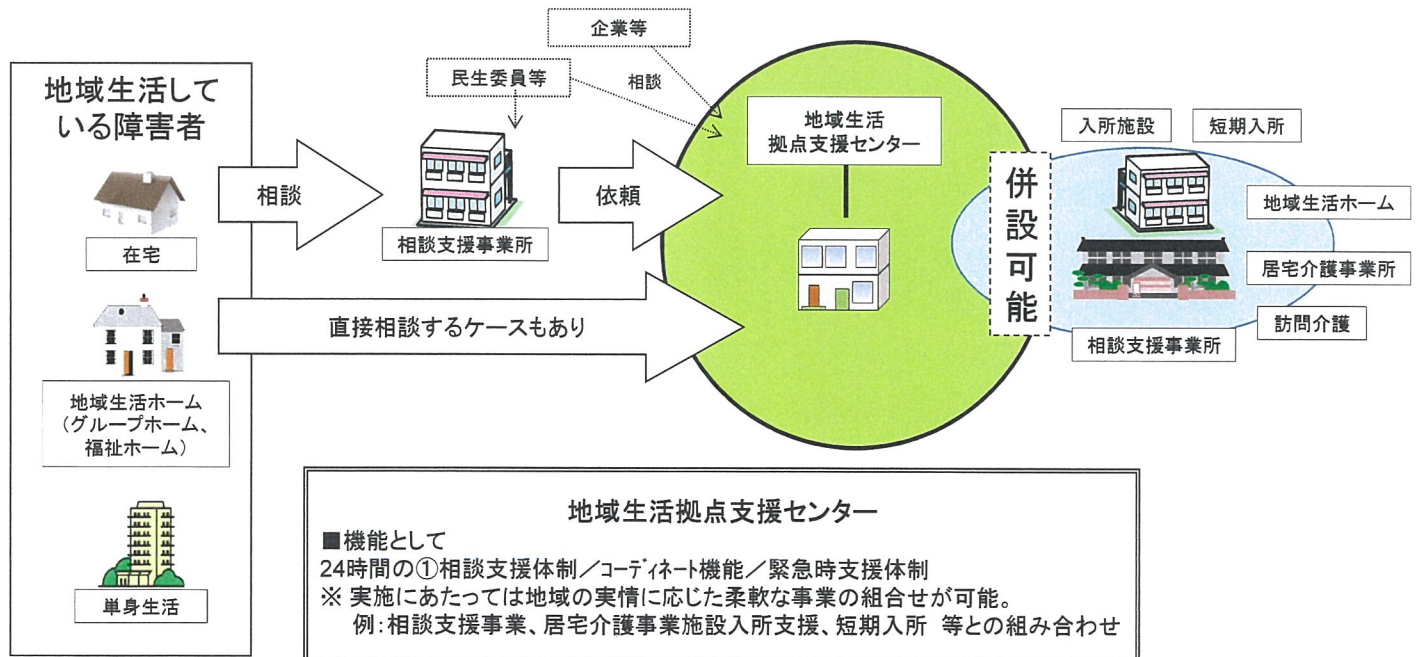 企業等
民生委員等
相談
地域生活して
いる障害者
在宅
地域生活ホーム
(グループホーム、
福祉ホーム)
単身生活
相談
相談支援事業所
依頼
直接相談するケースもあり
地域生活
拠点支援センター
併設可能
入所施設
短期入所
地域生活ホーム
居宅介護事業所
訪問介護
相談支援事業所
地域生活拠点支援センター
■機能として
24時間の①相談支援体制/コーディネート機能/緊急時支援体制
※ 実施にあたっては地域の実情に応じた柔軟な事業の組合せが可能。
例:相談支援事業、居宅介護事業施設入所支援、短期入所 等との組み合わせ